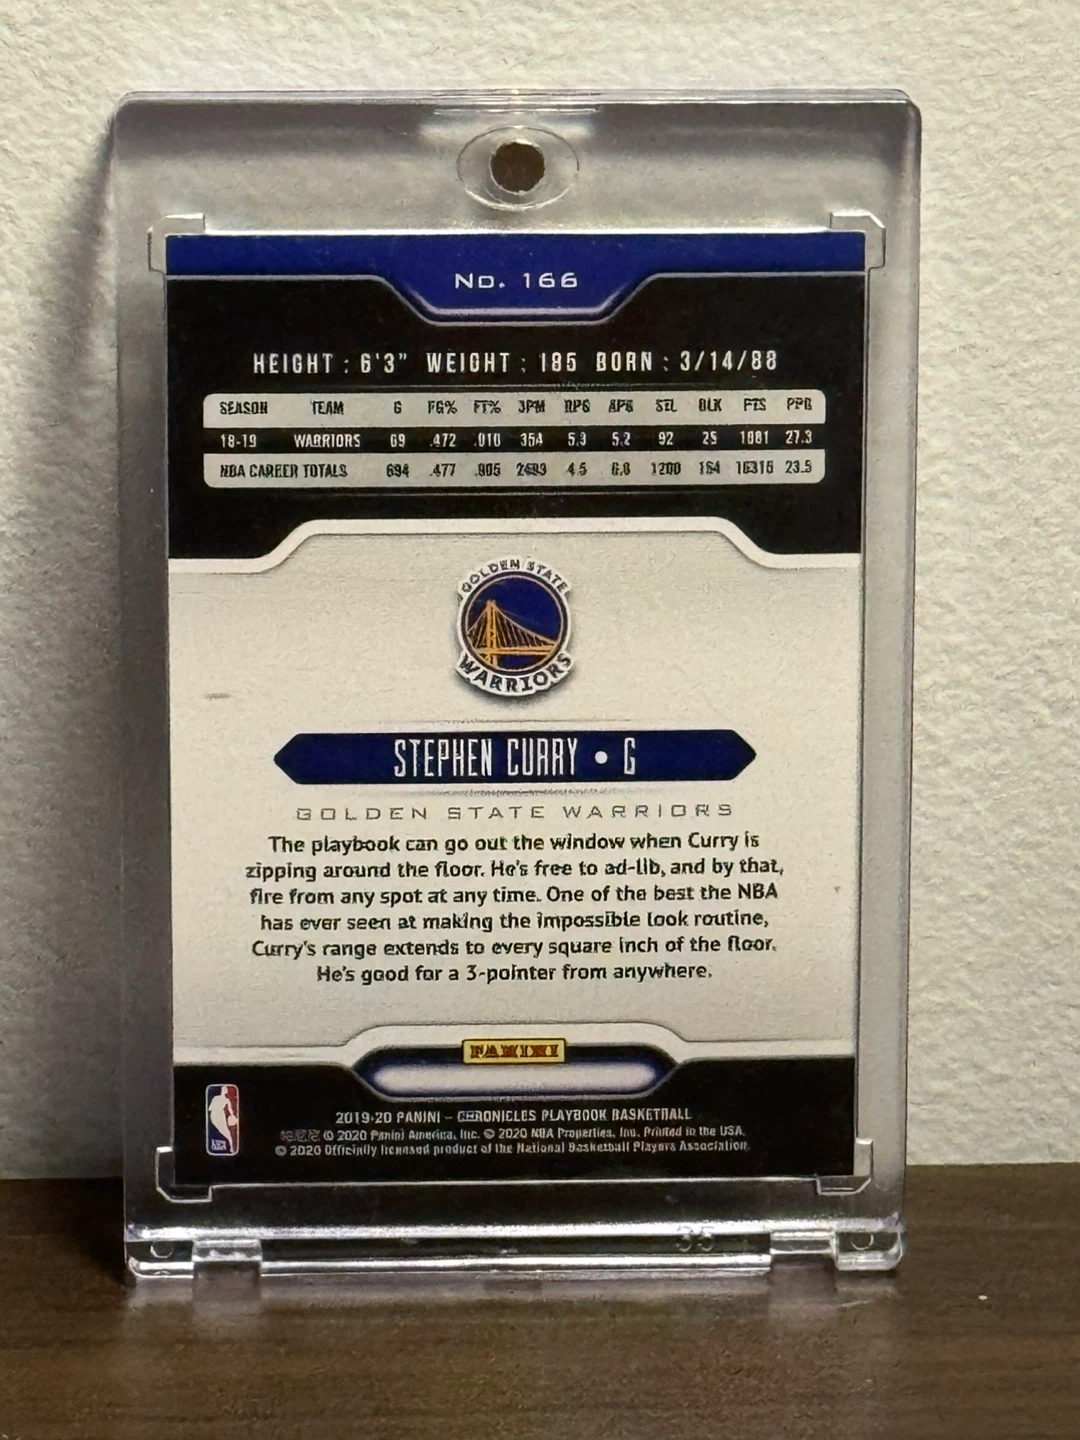 No. 166
HEIGHT : 6'3" WEIGHT : 185 BORN : 3/14/88
SEASON TEAM G FG% FT% 3PM RPG APG STL BLK PTS PPG
18-19 WARRIORS 69 .472 354 5.3 5.2 92 25 1881 27.3
NBA CAREER TOTALS 694 .477 .905 4.5 6.6 1200 16315 23.5
GOLDEN STATE
WARRIORS
STEPHEN CURRY • G
GOLDEN STATE WARRIORS
The playbook can go out the window when Curry is
zipping around the floor. He's free to ad-lib, and by that,
fire from any spot at any time. One of the best the NBA
has ever seen at making the impossible look routine,
Curry's range extends to every square inch of the floor.
He's good for a 3-pointer from anywhere.
PANINI
2019-20 PANINI – CHRONICLES PLAYBOOK BASKETBALL
© 2020 Panini America, Inc. © 2020 NBA Properties, Inc. Printed in the USA.
© 2020 Officially licensed product of the National Basketball Players Association.
NBA
35